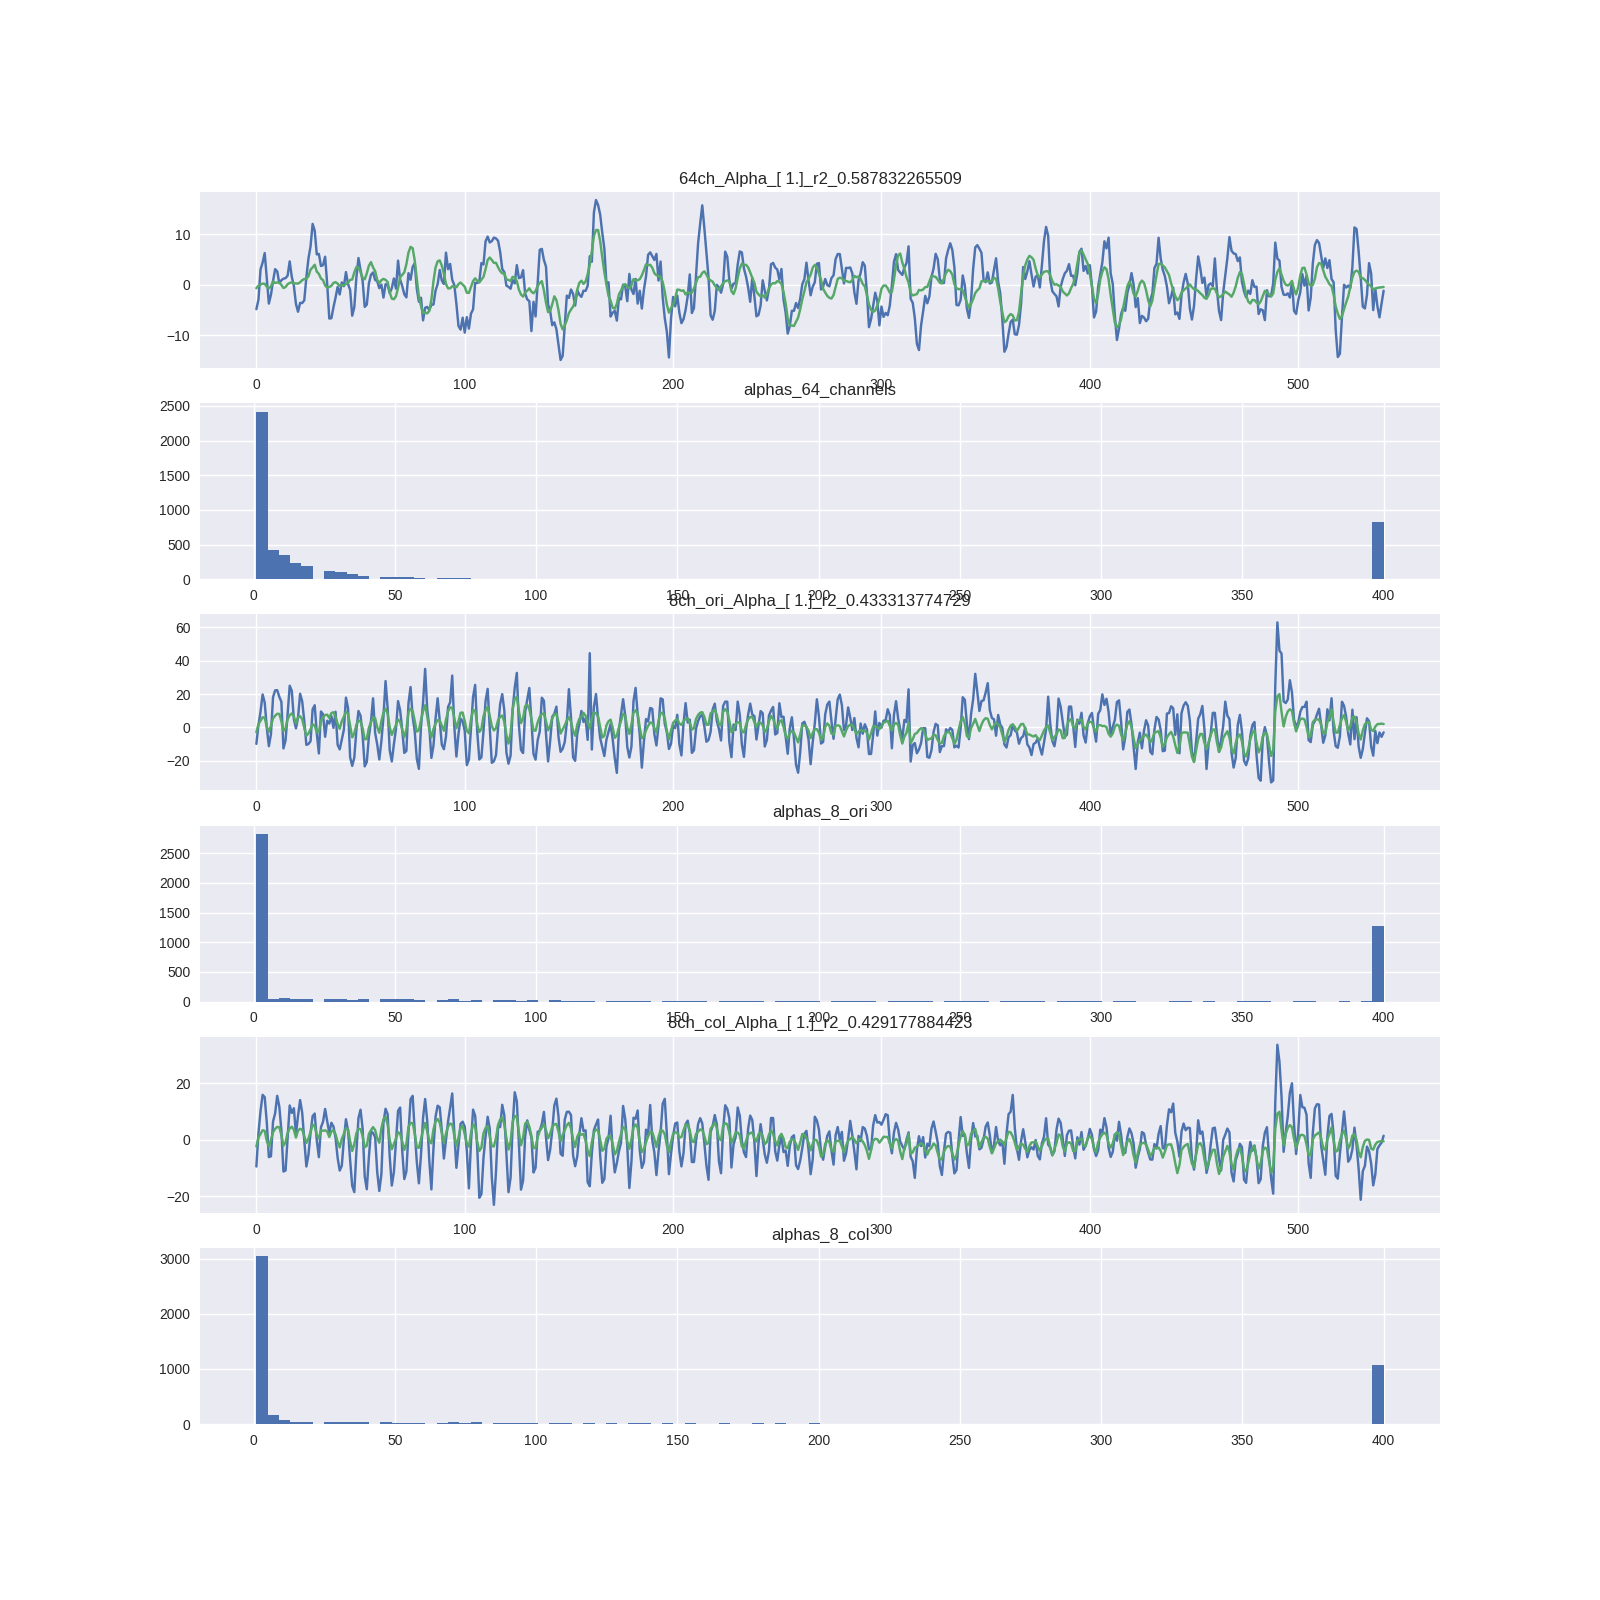 64ch_Alpha_[ 1.]_r2_0.587832265509
10
0
−10
0 100 200 300 400 500
alphas_64_channels
2500
2000
1500
1000
500
0
0 50 100 150 200 250 300 350 400
8ch_ori_Alpha_[ 1.]_r2_0.433313774729
60
40
20
0
−20
0 100 200 300 400 500
alphas_8_ori
2500
2000
1500
1000
500
0
0 50 100 150 200 250 300 350 400
8ch_col_Alpha_[ 1.]_r2_0.429177884423
20
0
−20
0 100 200 300 400 500
alphas_8_col
3000
2000
1000
0
0 50 100 150 200 250 300 350 400